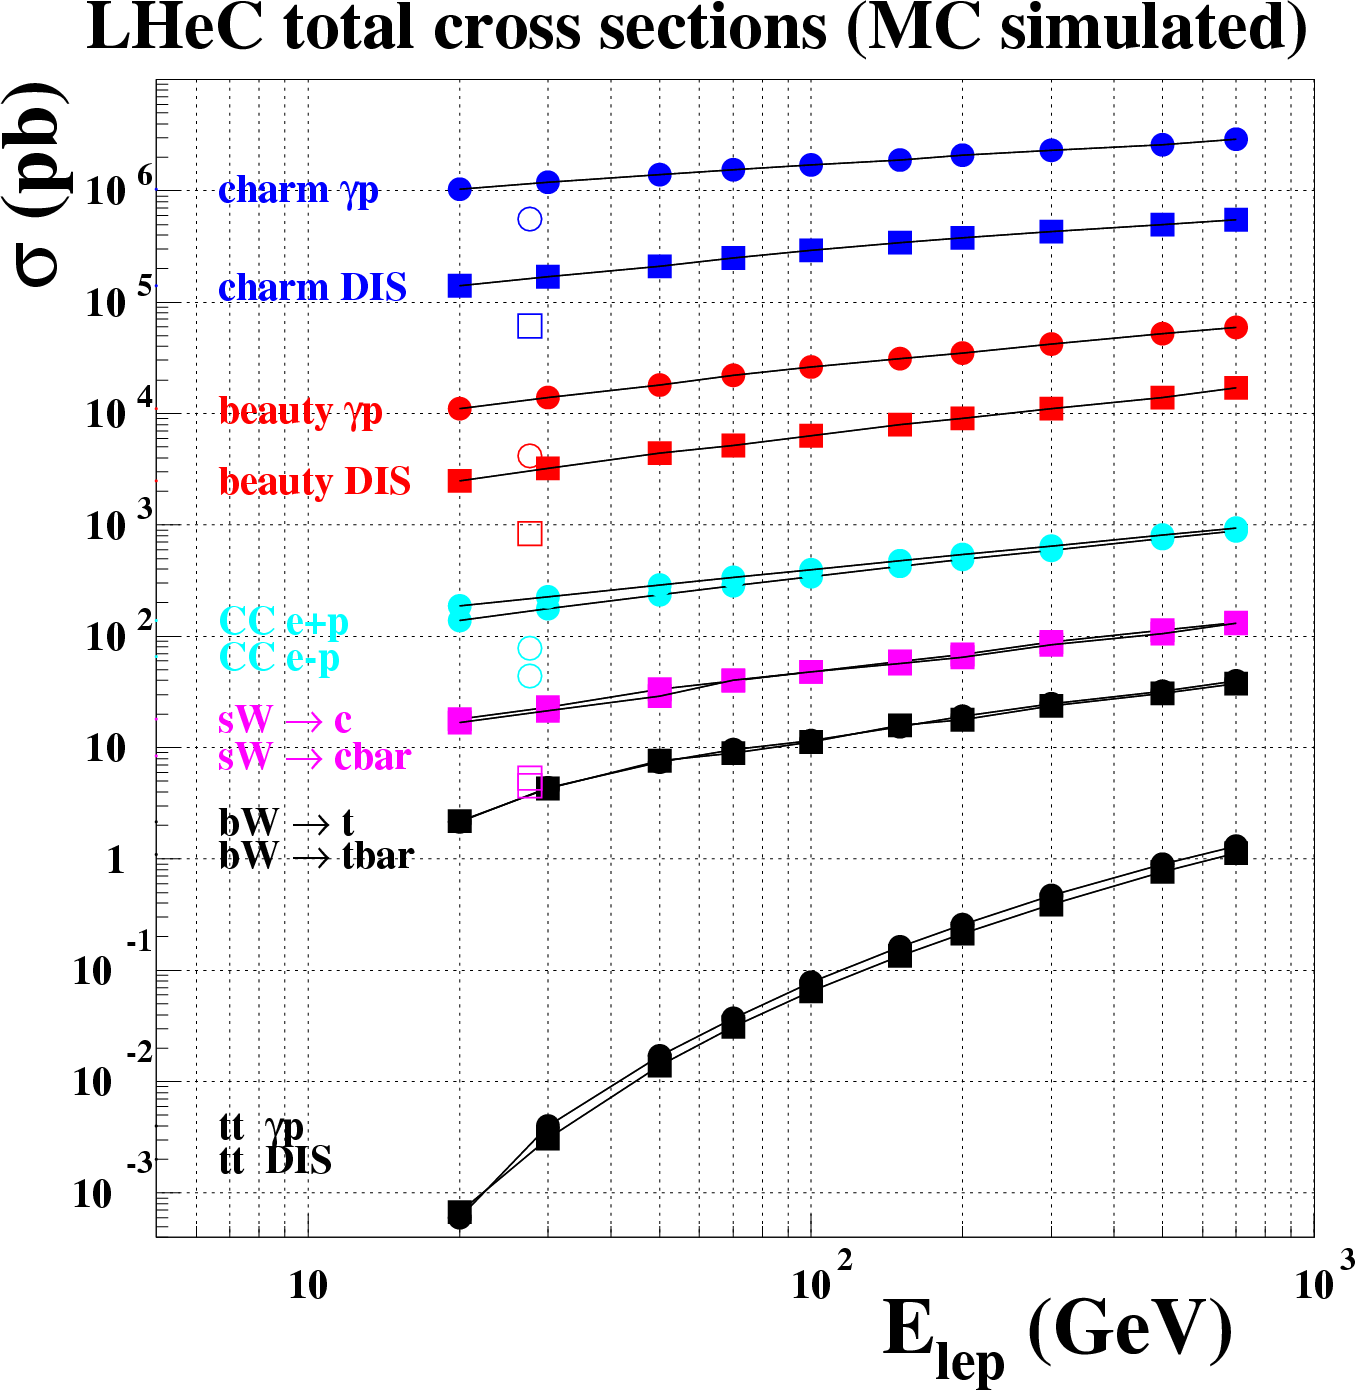 LHeC total cross sections (MC simulated)
σ (pb)
10 6
charm γp
10 5
charm DIS
10 4
beauty γp
beauty DIS
10 3
10 2
CC e+p
CC e-p
sW → c
10
sW → cbar
bW → t
1
bW → tbar
10 -1
10 -2
tt γp
tt DIS
10 -3
10
10 2
10 3
E lep (GeV)